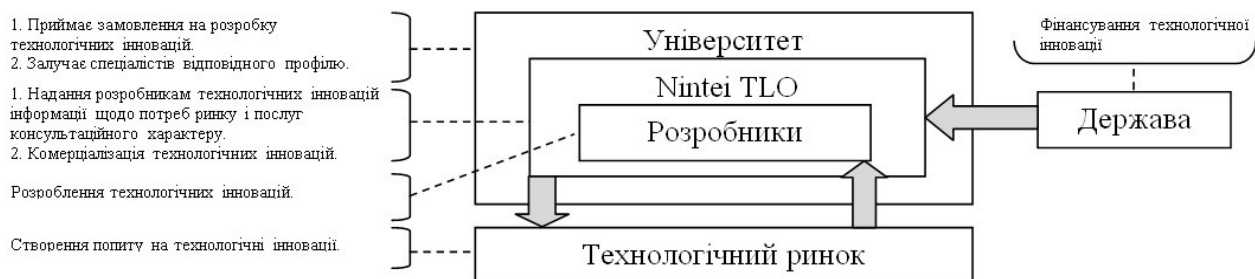 1. Приймає замовлення на розробку
технологічних інновацій.
2. Залучає спеціалістів відповідного профілю.
1. Надання розробникам технологічних інновацій
інформації щодо потреб ринку і послуг
консультаційного характеру.
2. Комерціалізація технологічних інновацій.
Розроблення технологічних інновацій.
Створення попиту на технологічні інновації.
Університет
Nintei TLO
Розробники
Технологічний ринок
Фінансування технологічної
інновації
Держава